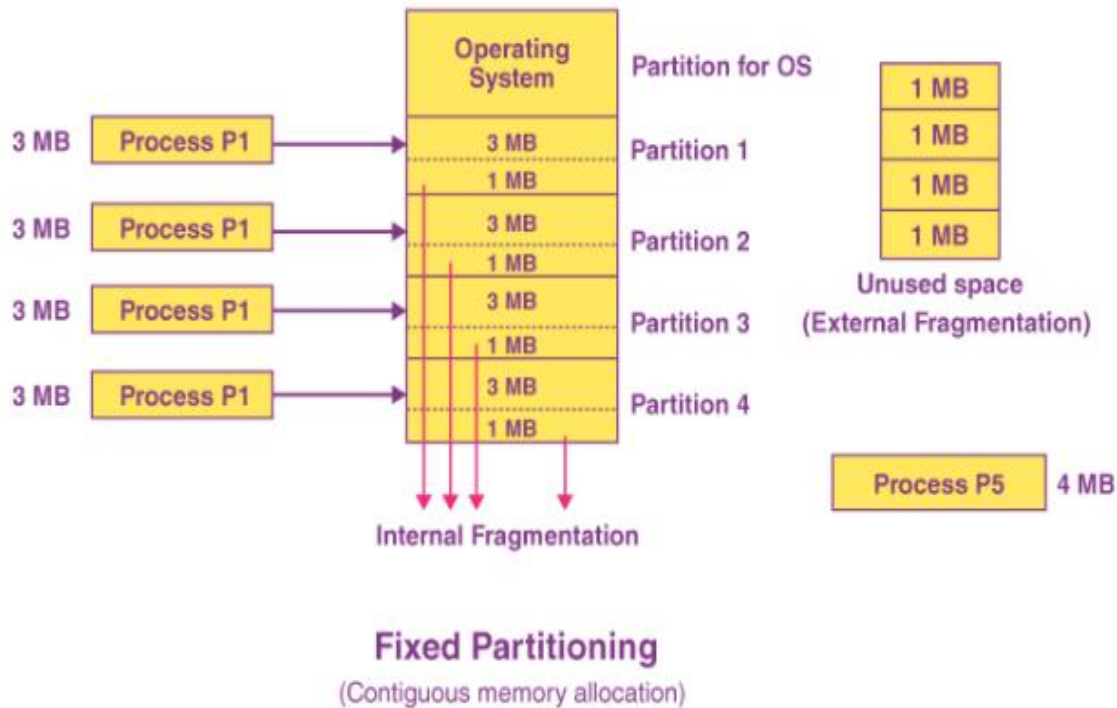 Operating
System
Partition for OS
1 MB
1 MB
1 MB
1 MB
Unused space
(External Fragmentation)
3 MB Process P1
3 MB
1 MB
Partition 1
3 MB Process P1
3 MB
1 MB
Partition 2
3 MB Process P1
3 MB
1 MB
Partition 3
3 MB Process P1
3 MB
1 MB
Partition 4
Process P5 4 MB
Internal Fragmentation
Fixed Partitioning
(Contiguous memory allocation)